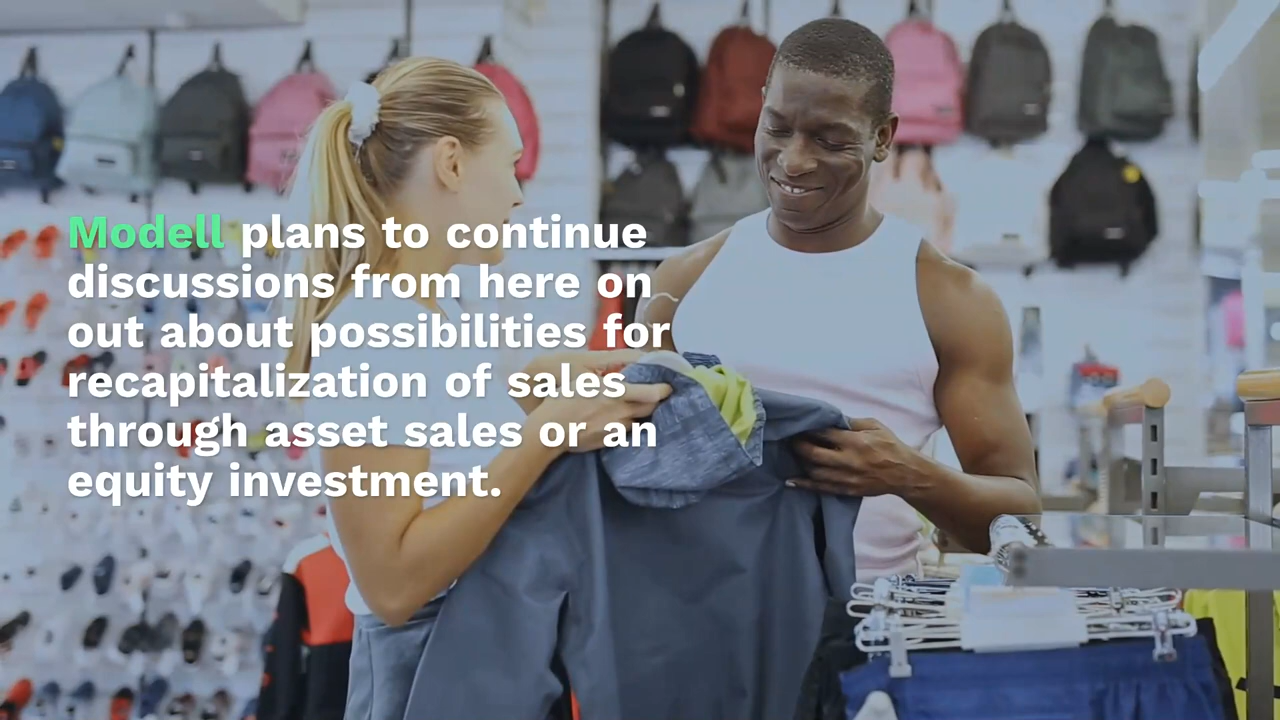 Modell plans to continue
discussions from here on
out about possibilities for
recapitalization of sales
through asset sales or an
equity investment.